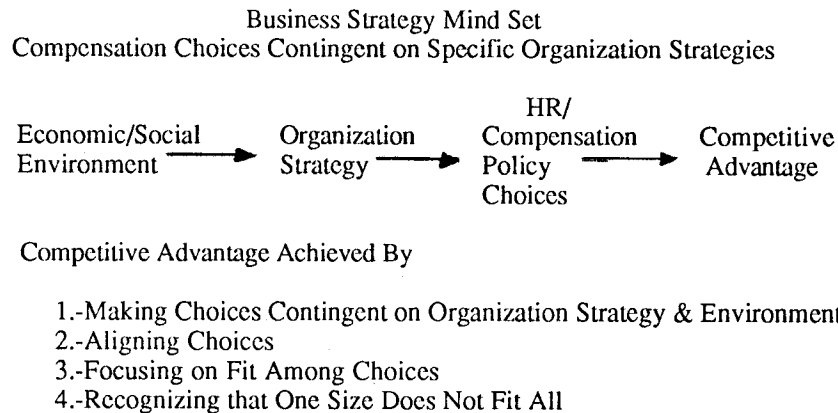 Business Strategy Mind Set
Compensation Choices Contingent on Specific Organization Strategies
HR/
Economic/Social Organization Compensation Competitive
Environment Strategy Policy Advantage
Choices
Competitive Advantage Achieved By
1.-Making Choices Contingent on Organization Strategy & Environment
2.-Aligning Choices
3.-Focusing on Fit Among Choices
4.-Recognizing that One Size Does Not Fit All